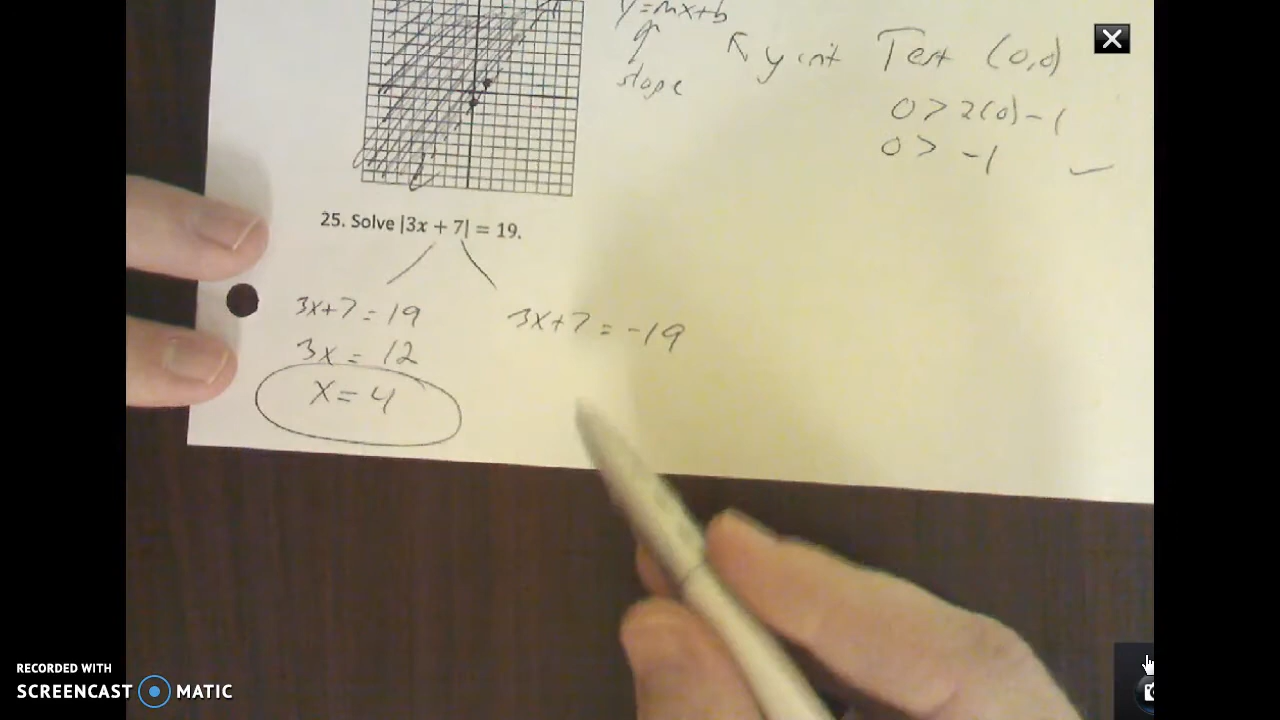 y=mx+b
slope
y int
Test (0,0)
0 > 2(0) - 1
0 > -1
25. Solve |3x + 7| = 19.
3x+7 = 19
3x = 12
x = 4
3x+7 = -19
RECORDED WITH
SCREENCAST MATIC